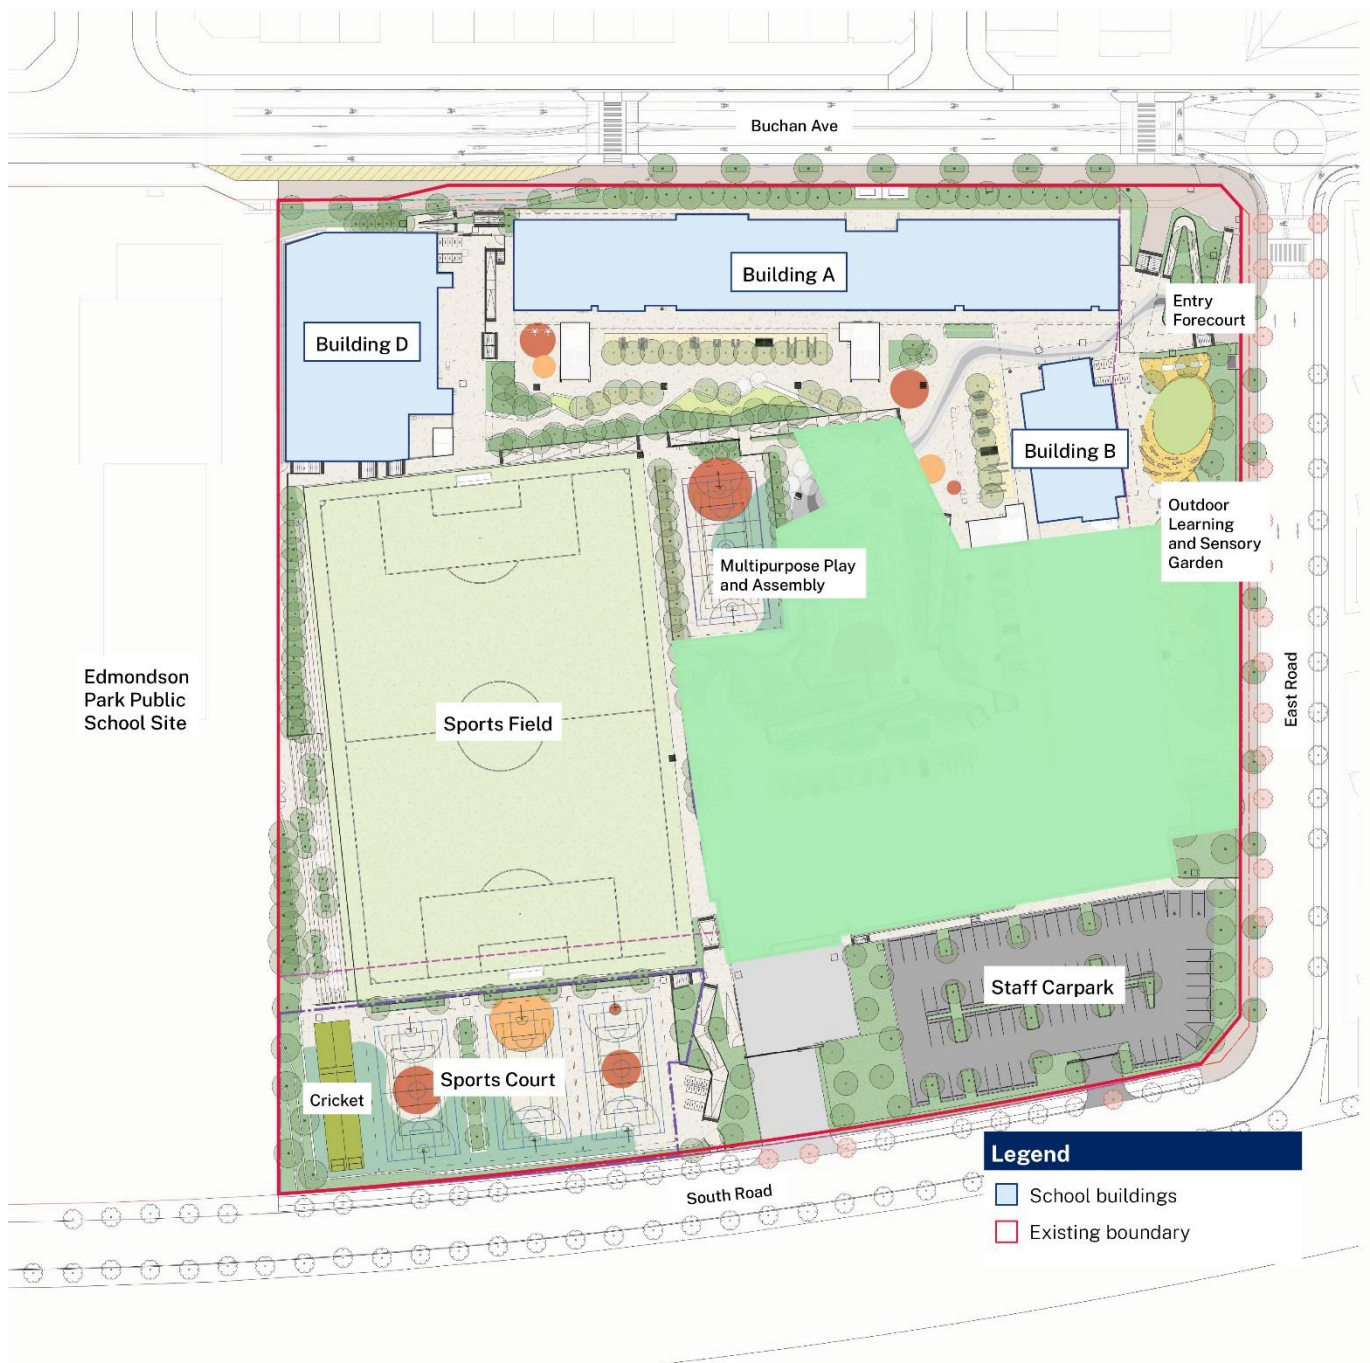 Buchan Ave
Building A
Entry
Forecourt
Building D
Building B
Outdoor
Learning
and Sensory
Garden
Multipurpose Play
and Assembly
Edmondson
Park Public
School Site
Sports Field
East Road
Staff Carpark
Sports Court
Cricket
South Road
Legend
School buildings
Existing boundary